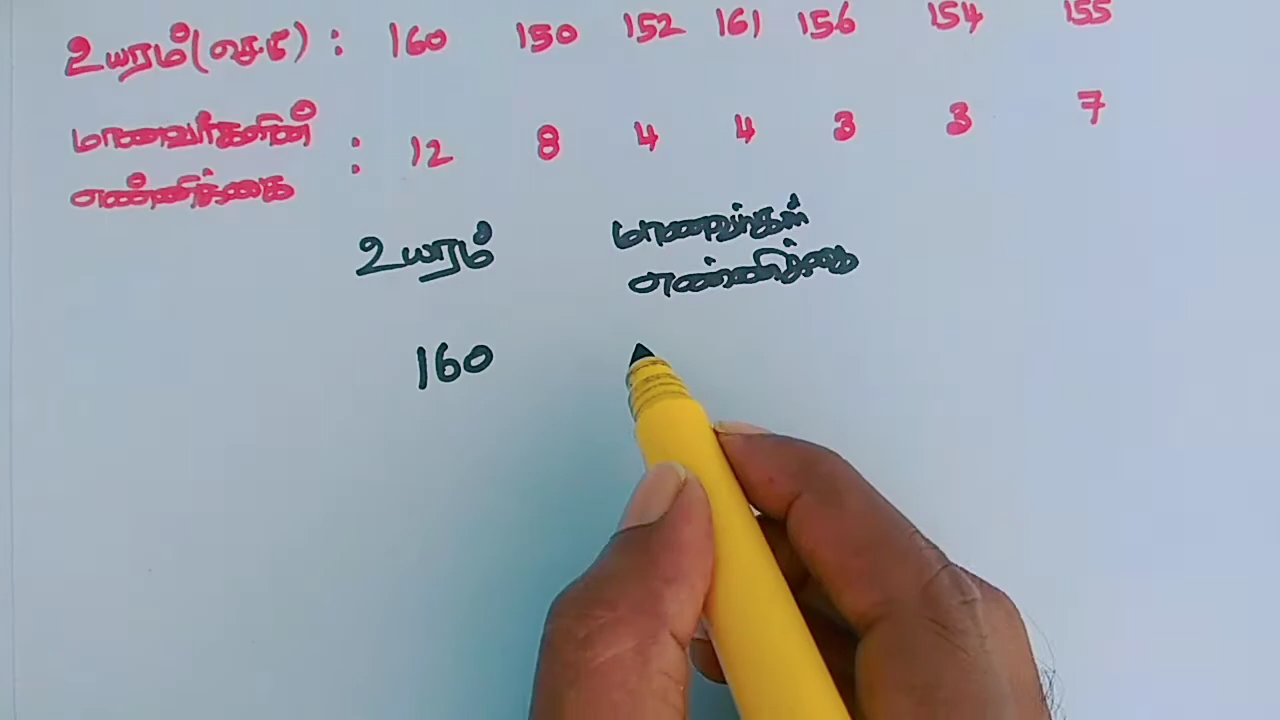 உயரம்(செ.மீ) : 160 150 152 161 156 154 155
மாணவர்களின்
எண்ணிக்கை : 12 8 4 4 3 3 7
உயரம் மாணவர்கள்
எண்ணிக்கை
160